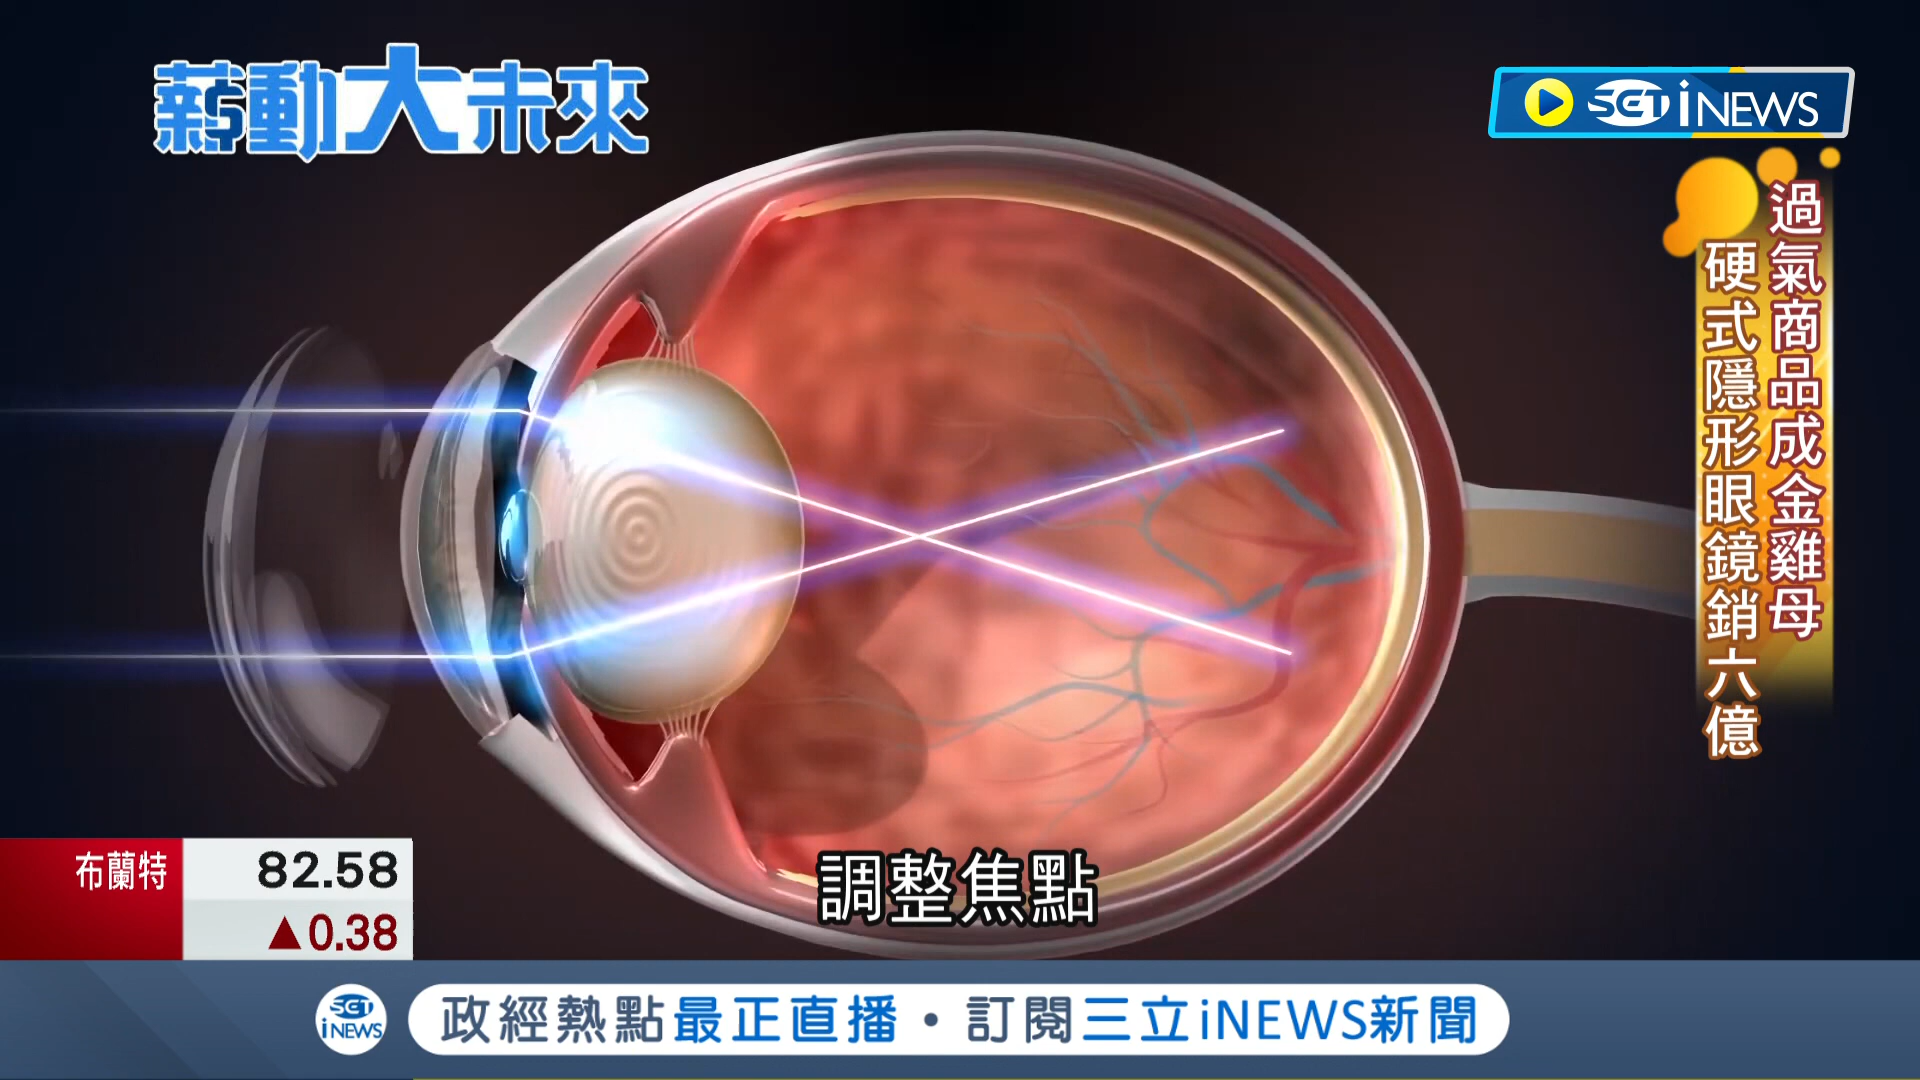 薪動大未來
SET iNEWS
過氣商品成金雞母
硬式隱形眼鏡銷六億
布蘭特
82.58
▲0.38
調整焦點
SET iNEWS
政經熱點最正直播・訂閱三立iNEWS新聞